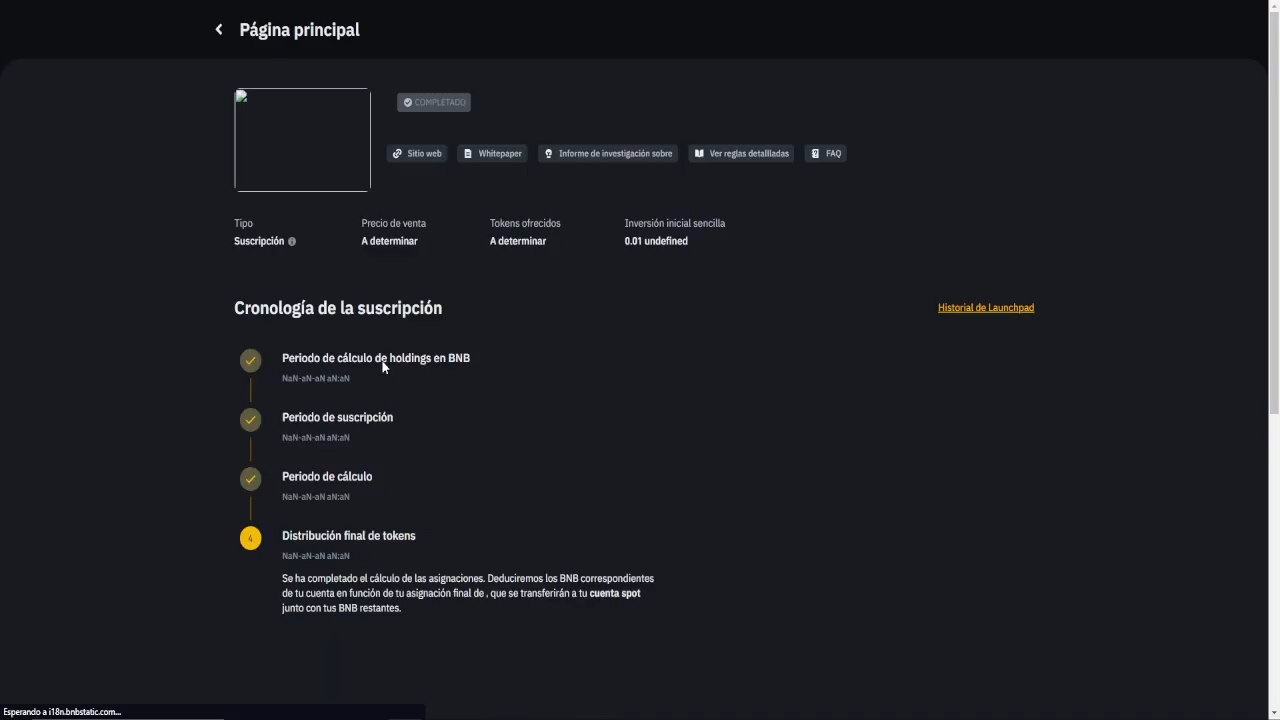 Página principal
COMPLETADO
Sitio web Whitepaper Informe de investigación sobre Ver reglas detallladas FAQ
Tipo Precio de venta Tokens ofrecidos Inversión inicial sencilla
Suscripción A determinar A determinar 0.01 undefined
Cronología de la suscripción Historial de Launchpad
Periodo de cálculo de holdings en BNB
NaN-aN-aN aN:aN
Periodo de suscripción
NaN-aN-aN aN:aN
Periodo de cálculo
NaN-aN-aN aN:aN
4 Distribución final de tokens
NaN-aN-aN aN:aN
Se ha completado el cálculo de las asignaciones. Deduciremos los BNB correspondientes
de tu cuenta en función de tu asignación final de , que se transferirán a tu cuenta spot
junto con tus BNB restantes.
Esperando a i18n.bnbstatic.com...